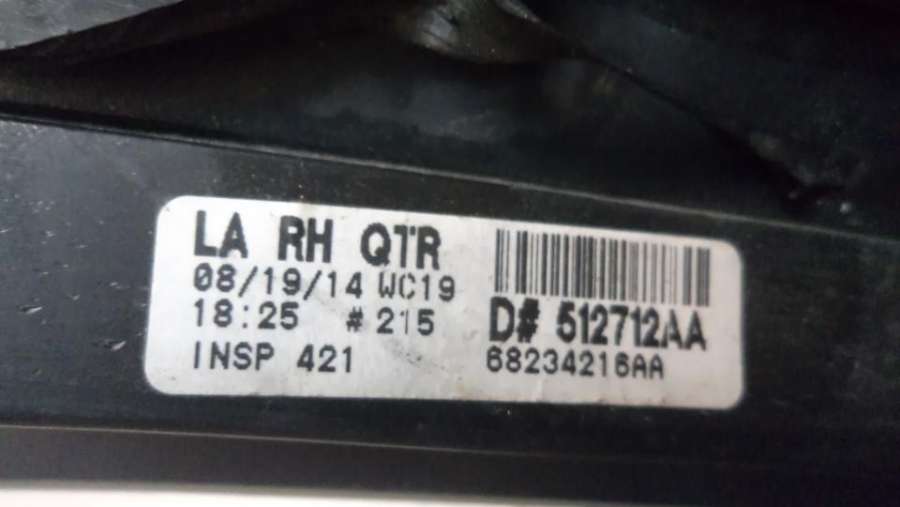 LA RH QTR
08/19/14 WC19
18:25 # 215
INSP 421
D# 512712AA
68234216AA